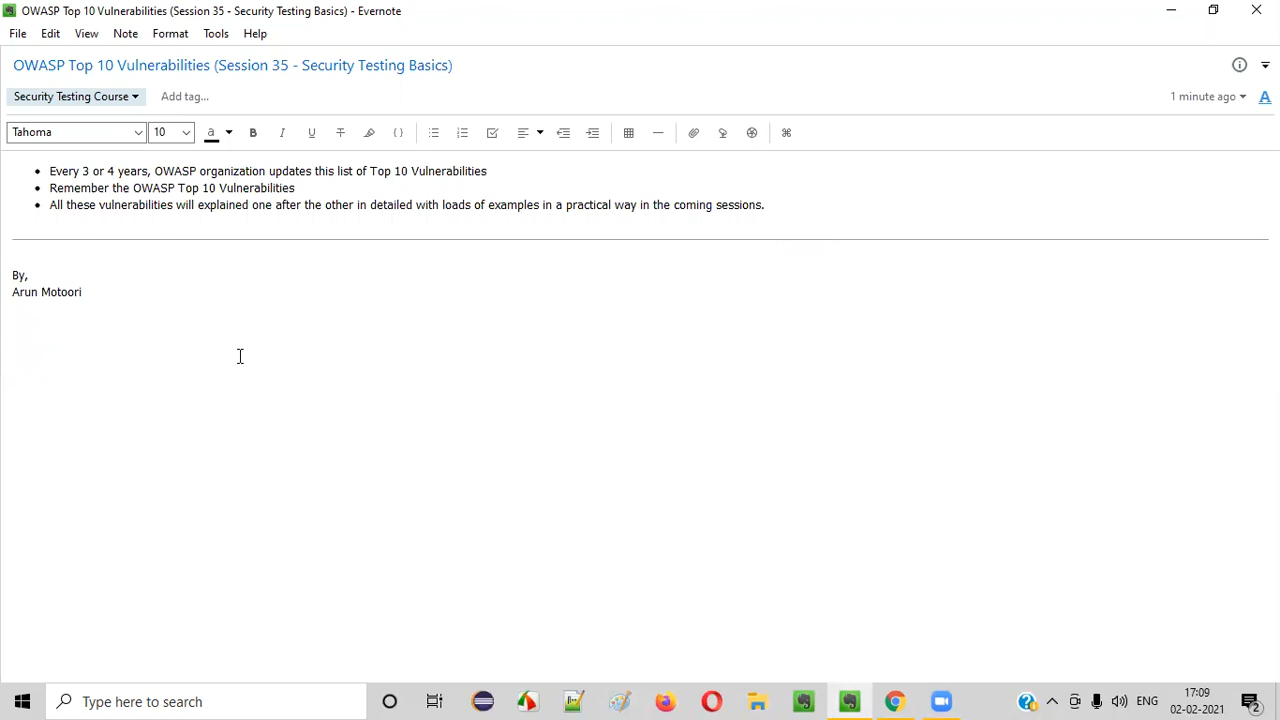 OWASP Top 10 Vulnerabilities (Session 35 - Security Testing Basics) - Evernote
File Edit View Note Format Tools Help
OWASP Top 10 Vulnerabilities (Session 35 - Security Testing Basics)
Security Testing Course Add tag... 1 minute ago
Tahoma 10 a B I U T { }
• Every 3 or 4 years, OWASP organization updates this list of Top 10 Vulnerabilities
• Remember the OWASP Top 10 Vulnerabilities
• All these vulnerabilities will explained one after the other in detailed with loads of examples in a practical way in the coming sessions.
By,
Arun Motoori
Type here to search
ENG
17:09
02-02-2021
2